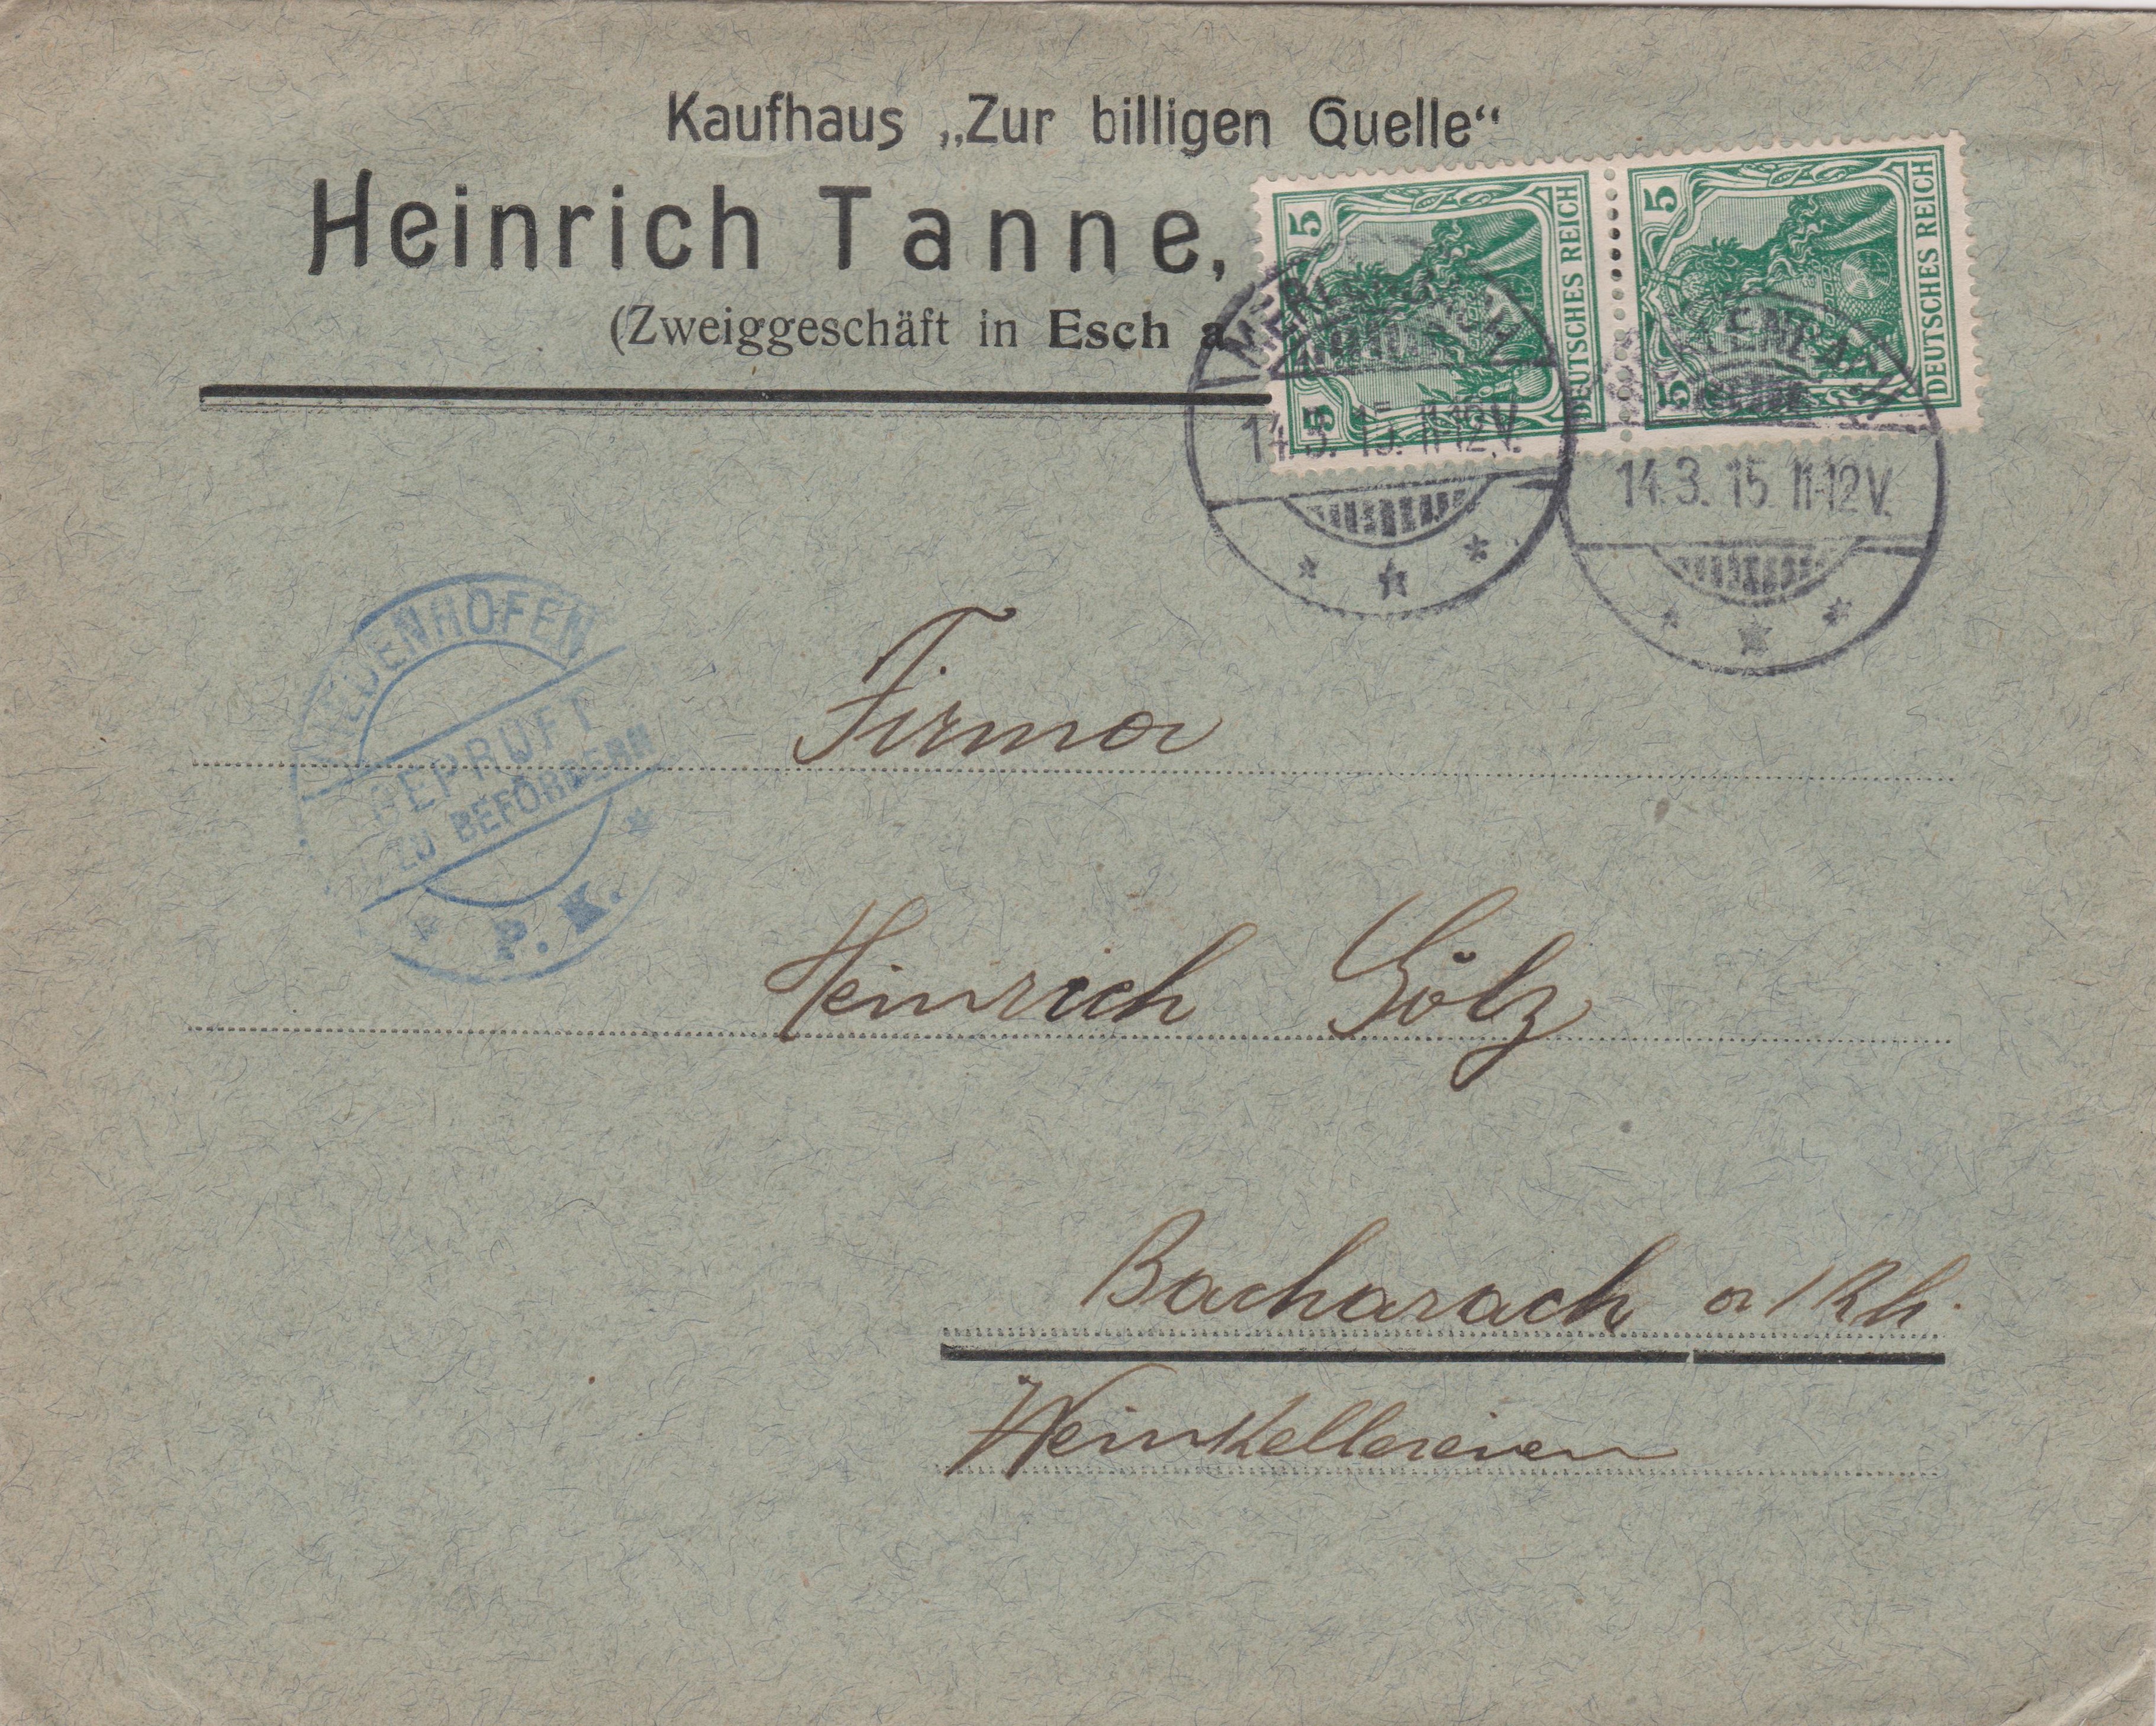 Kaufhaus „Zur billigen Quelle“
Heinrich Tanne,
(Zweiggeschäft in Esch a
5 5 DEUTSCHES REICH
5 5 DEUTSCHES REICH
14.3.15. 11-12V.
14.3.15. 11-12V.
DIEDENHOFEN
GEPRÜFT
ZU BEFÖRDERN
P. K.
Firma
Heinrich Gölz
Bacharach a/Rh.
Weinkellereien